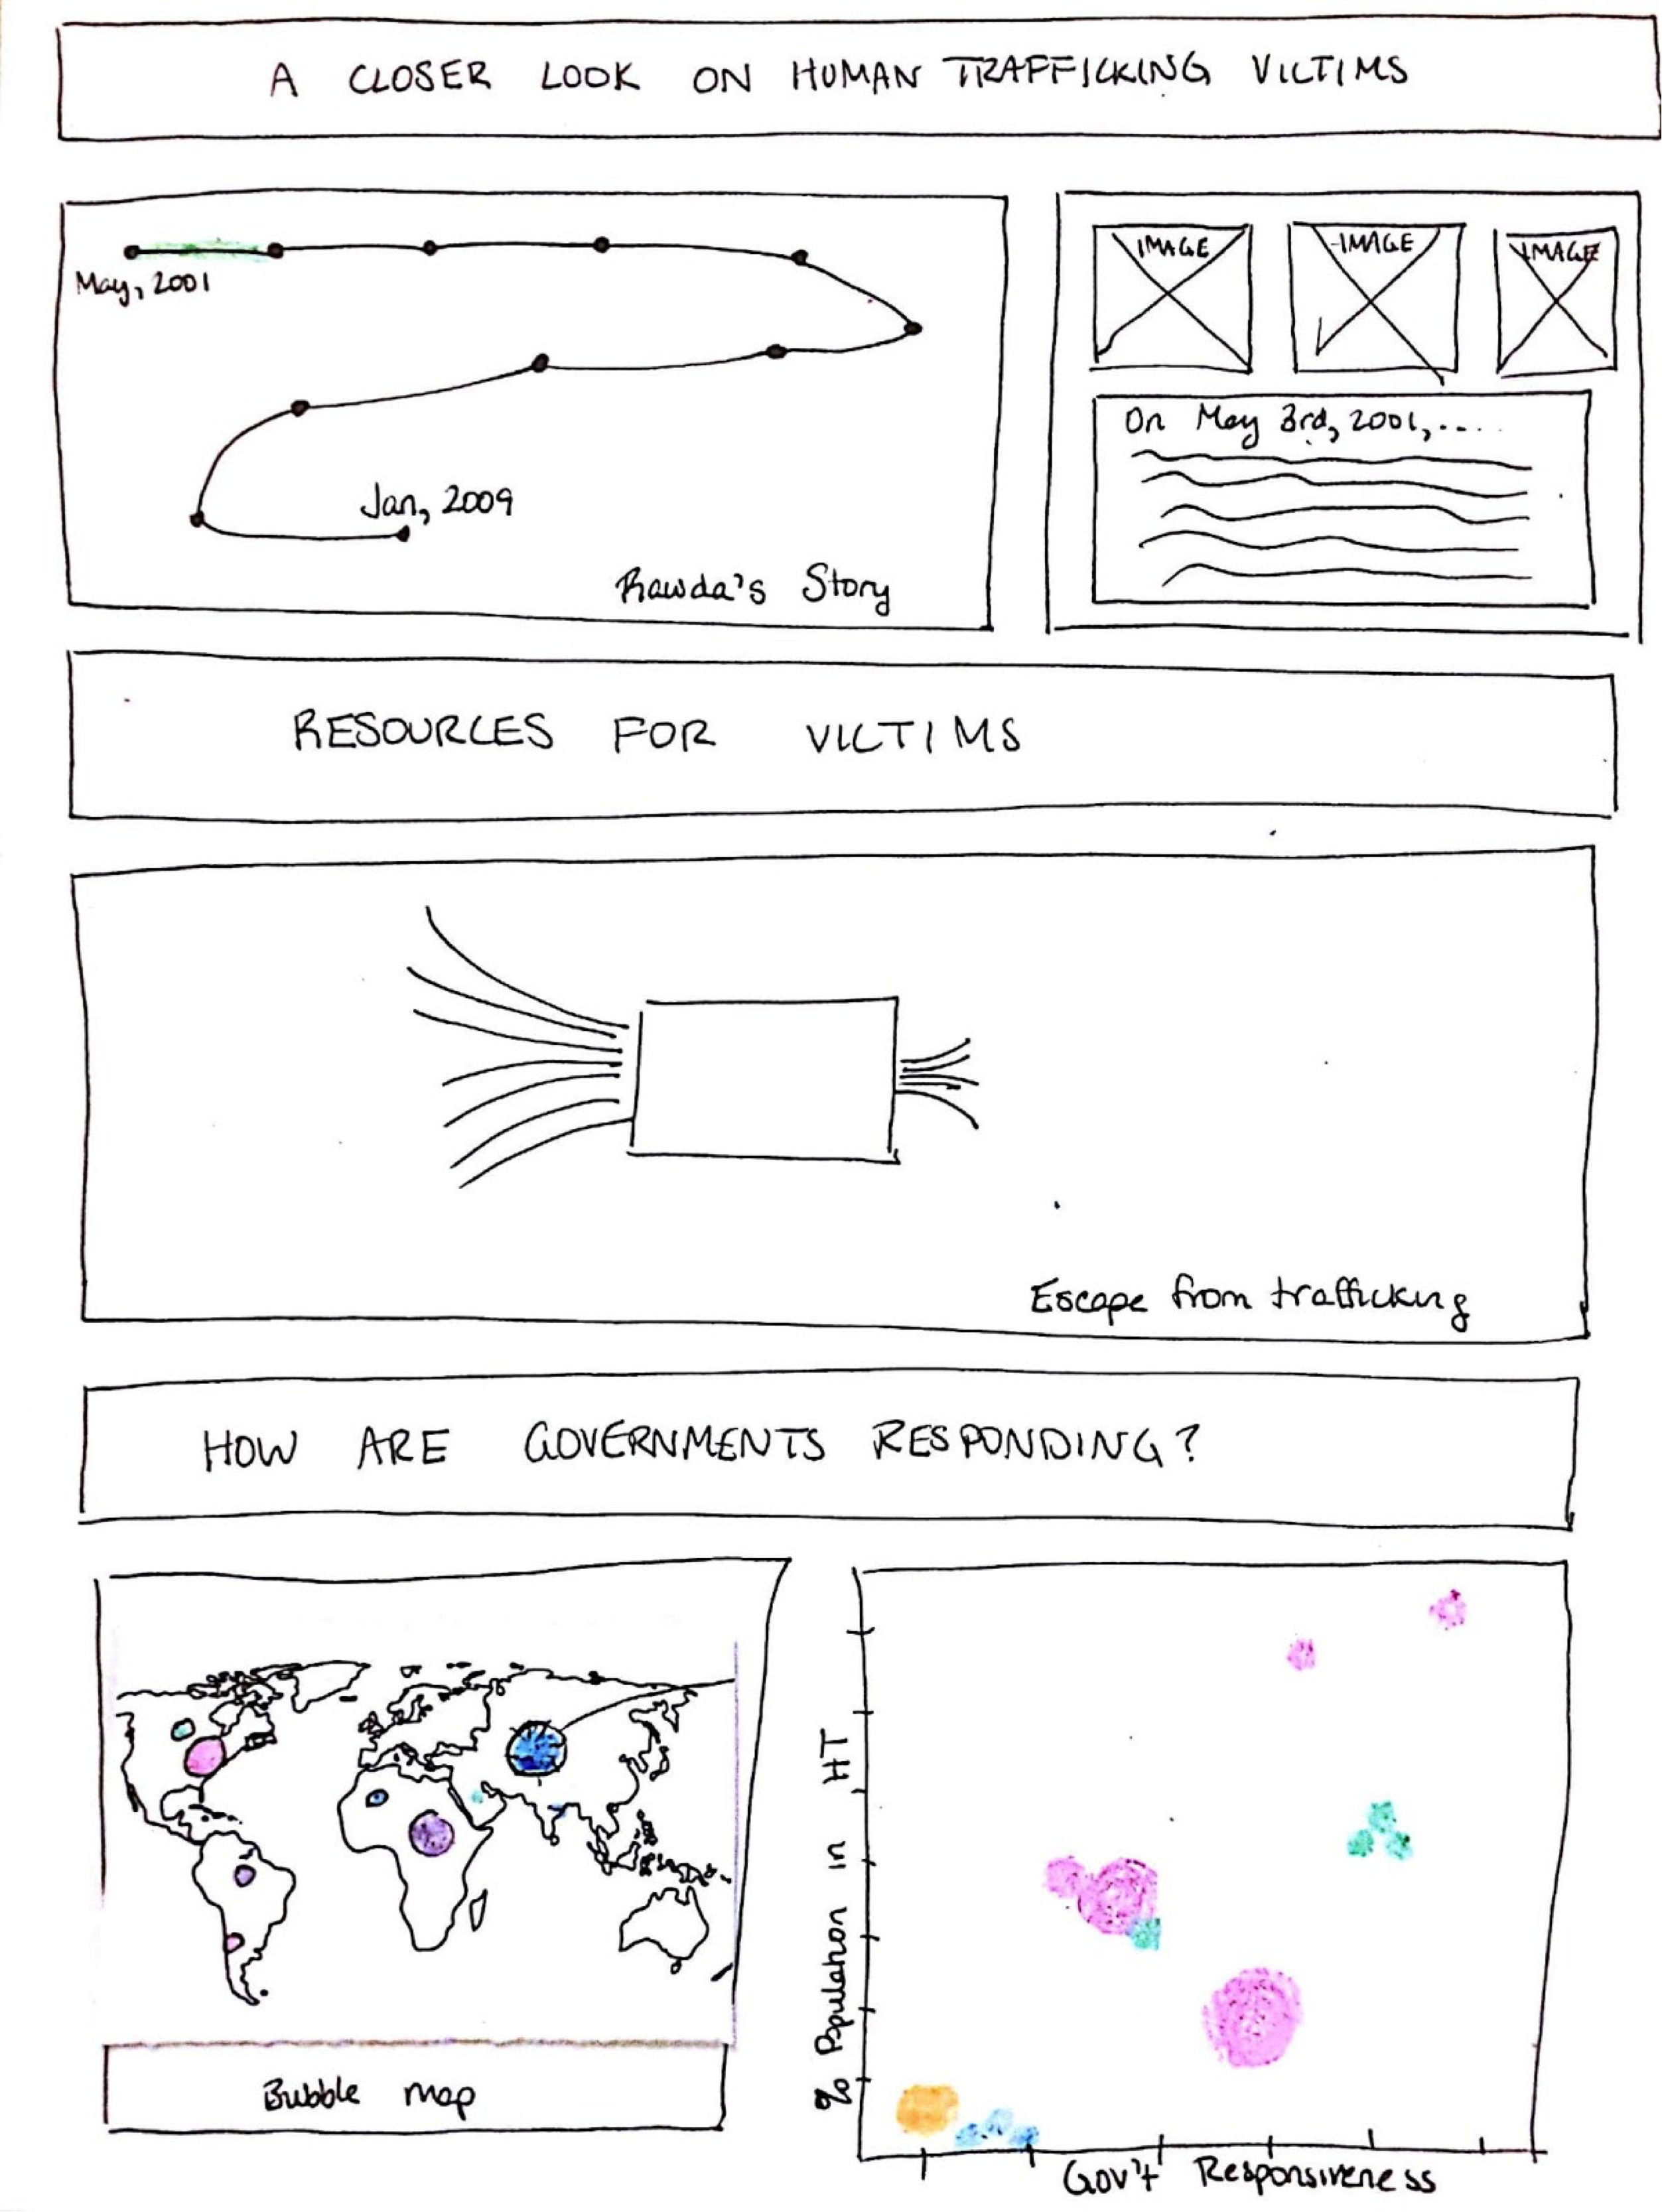 A CLOSER LOOK ON HUMAN TRAFFICKING VICTIMS
May, 2001
Jan, 2009
Rawda's Story
IMAGE
IMAGE
IMAGE
On May 3rd, 2001,....
RESOURCES FOR VICTIMS
Escape from trafficking
HOW ARE GOVERNMENTS RESPONDING?
Bubble map
% Population in HT
Gov't Responsiveness